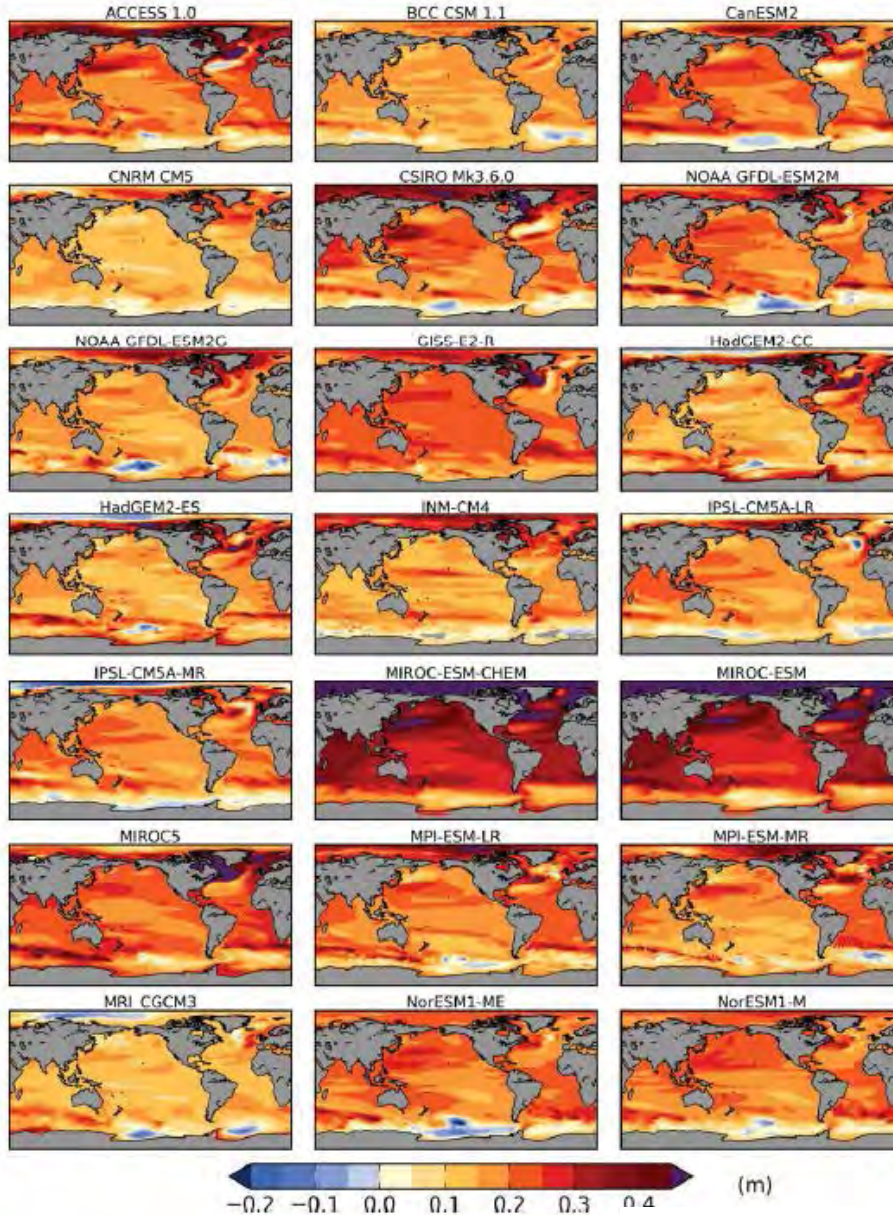 ACCESS 1.0 BCC CSM 1.1 CanESM2
CNRM CM5 CSIRO Mk3.6.0 NOAA GFDL-ESM2M
NOAA GFDL-ESM2G GISS-E2-R HadGEM2-CC
HadGEM2-ES INM-CM4 IPSL-CM5A-LR
IPSL-CM5A-MR MIROC-ESM-CHEM MIROC-ESM
MIROC5 MPI-ESM-LR MPI-ESM-MR
MRI CGCM3 NorESM1-ME NorESM1-M
(m)
−0.2 −0.1 0.0 0.1 0.2 0.3 0.4